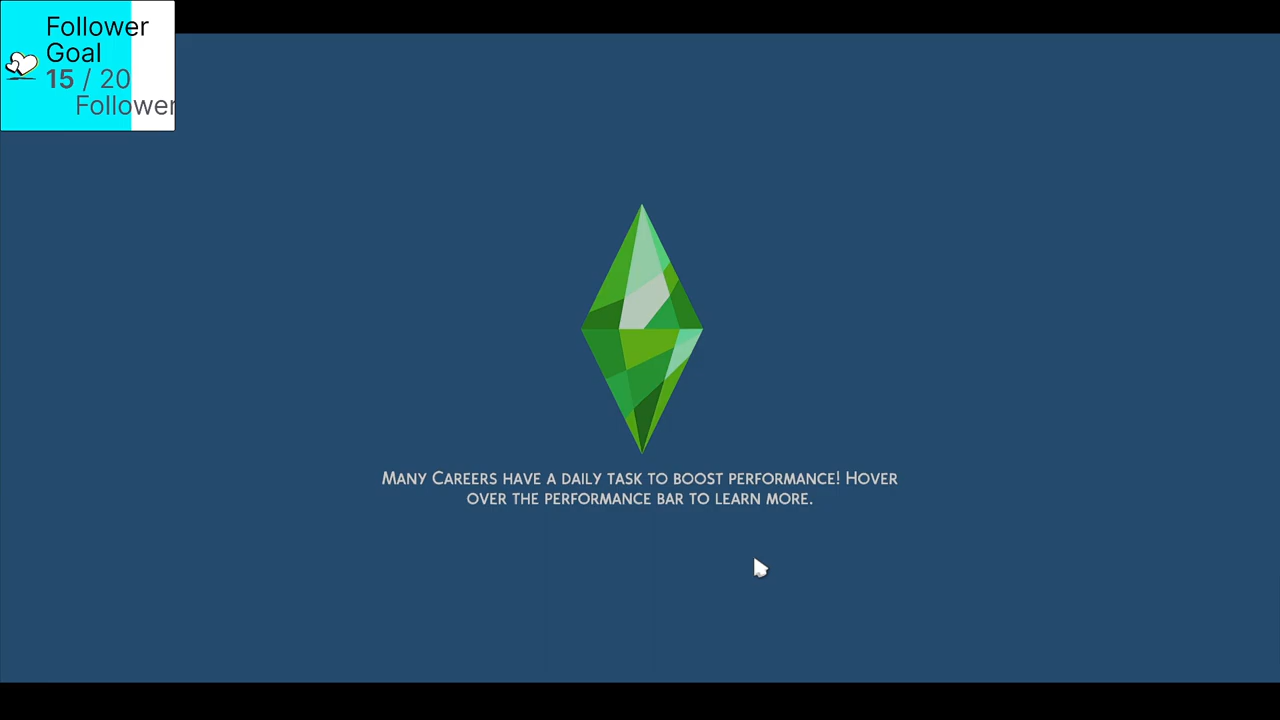 Follower
Goal
15 / 20
Follower
Many Careers have a daily task to boost performance! Hover
over the performance bar to learn more.